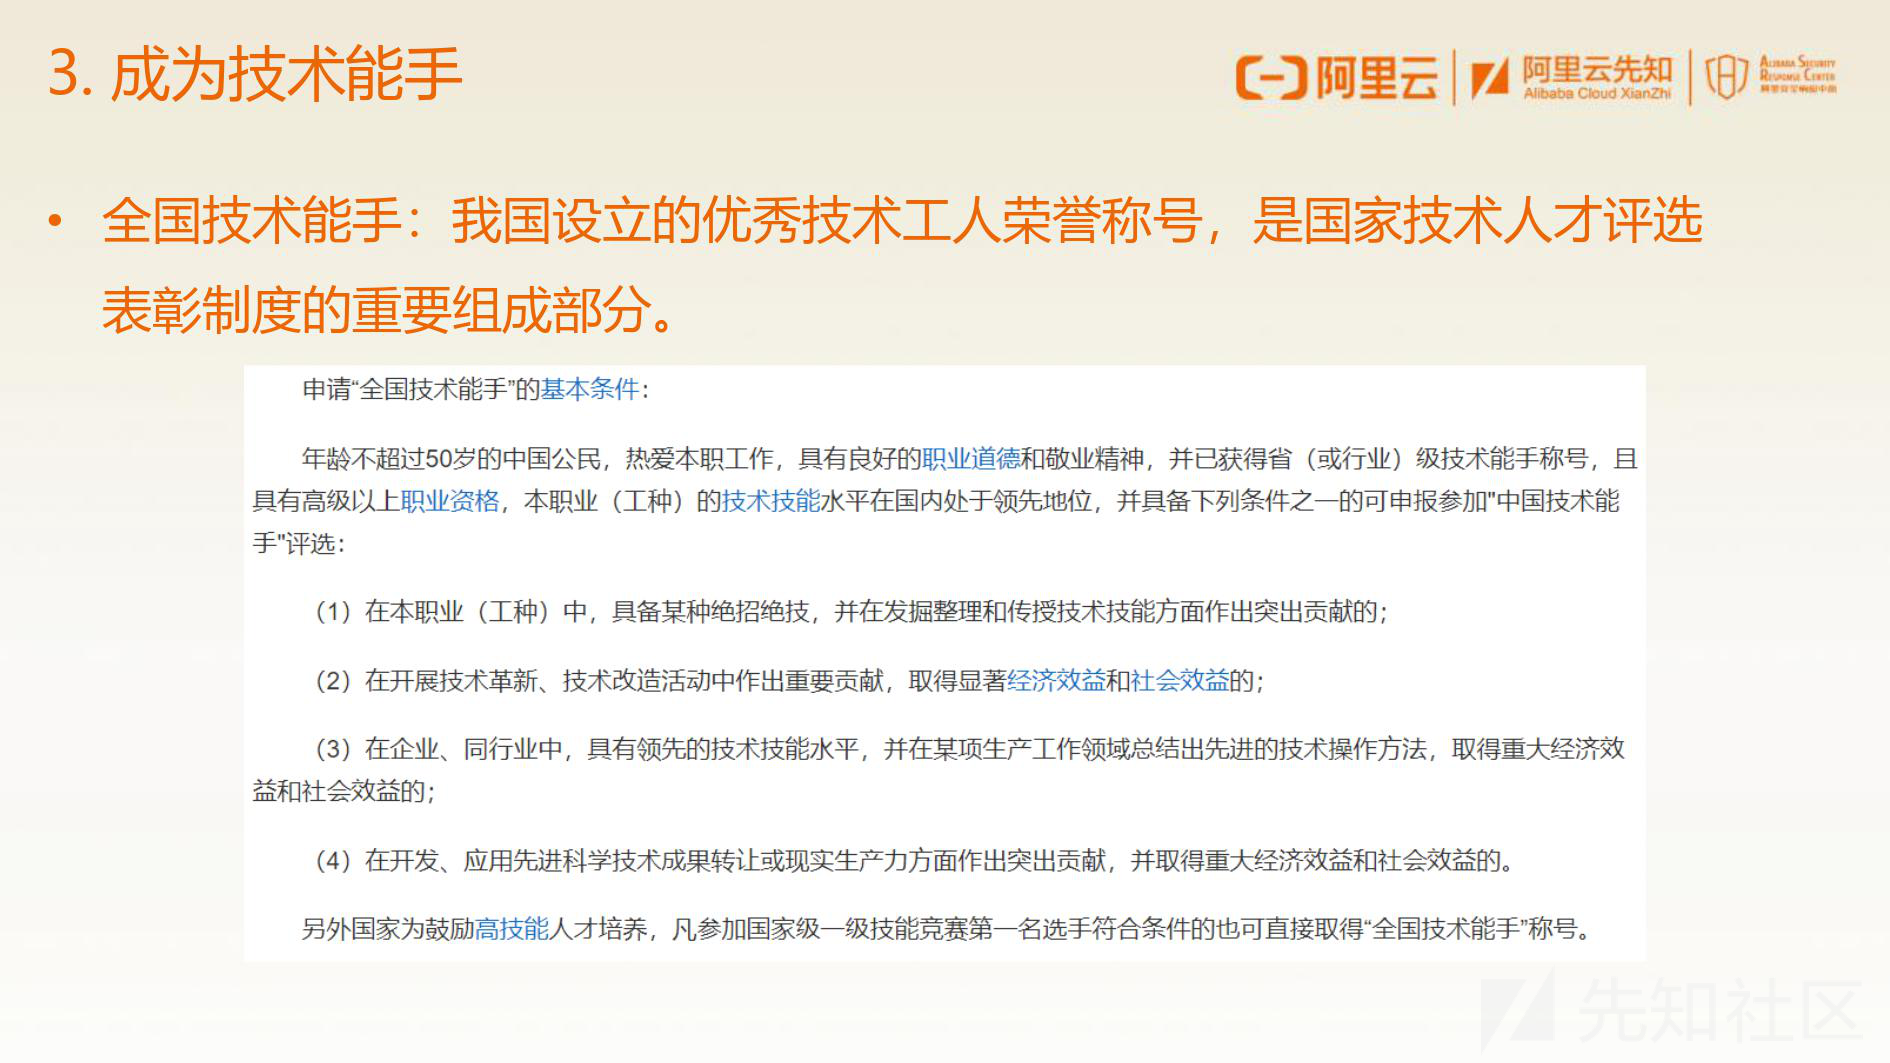 3. 成为技术能手
阿里云
阿里云先知
Alibaba Cloud XianZhi
ALIBABA SECURITY
RESPONSE CENTER
• 全国技术能手：我国设立的优秀技术工人荣誉称号，是国家技术人才评选
表彰制度的重要组成部分。
申请“全国技术能手”的基本条件：
年龄不超过50岁的中国公民，热爱本职工作，具有良好的职业道德和敬业精神，并已获得省（或行业）级技术能手称号，且
具有高级以上职业资格，本职业（工种）的技术技能水平在国内处于领先地位，并具备下列条件之一的可申报参加"中国技术能
手"评选：
（1）在本职业（工种）中，具备某种绝招绝技，并在发掘整理和传授技术技能方面作出突出贡献的；
（2）在开展技术革新、技术改造活动中作出重要贡献，取得显著经济效益和社会效益的；
（3）在企业、同行业中，具有领先的技术技能水平，并在某项生产工作领域总结出先进的技术操作方法，取得重大经济效
益和社会效益的；
（4）在开发、应用先进科学技术成果转让或现实生产力方面作出突出贡献，并取得重大经济效益和社会效益的。
另外国家为鼓励高技能人才培养，凡参加国家级一级技能竞赛第一名选手符合条件的也可直接取得“全国技术能手”称号。
先知社区